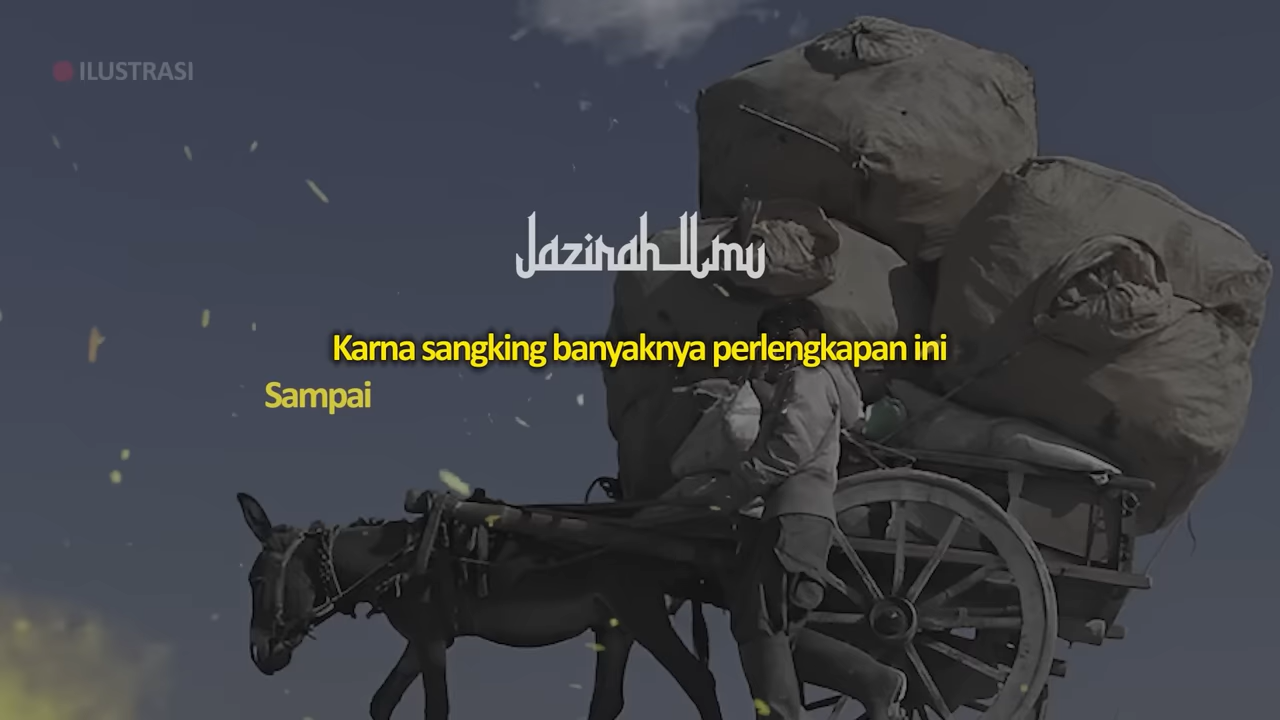 ILUSTRASI
Jazirah Ilmu
Karna sangking banyaknya perlengkapan ini
Sampai